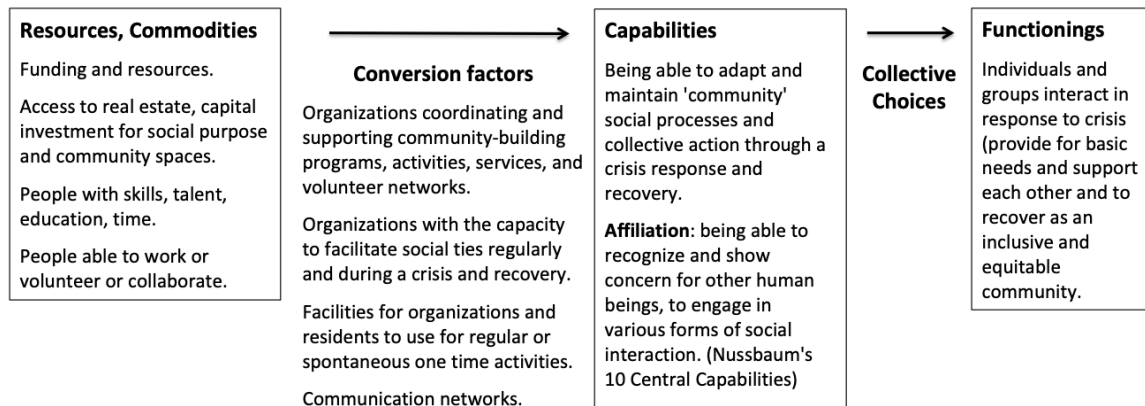 Resources, Commodities
Funding and resources.
Access to real estate, capital
investment for social purpose
and community spaces.
People with skills, talent,
education, time.
People able to work or
volunteer or collaborate.
Conversion factors
Organizations coordinating and
supporting community-building
programs, activities, services, and
volunteer networks.
Organizations with the capacity
to facilitate social ties regularly
and during a crisis and recovery.
Facilities for organizations and
residents to use for regular or
spontaneous one time activities.
Communication networks.
Capabilities
Being able to adapt and
maintain 'community'
social processes and
collective action through a
crisis response and
recovery.
Affiliation: being able to
recognize and show
concern for other human
beings, to engage in
various forms of social
interaction. (Nussbaum's
10 Central Capabilities)
Collective
Choices
Functionings
Individuals and
groups interact in
response to crisis
(provide for basic
needs and support
each other and to
recover as an
inclusive and
equitable
community.